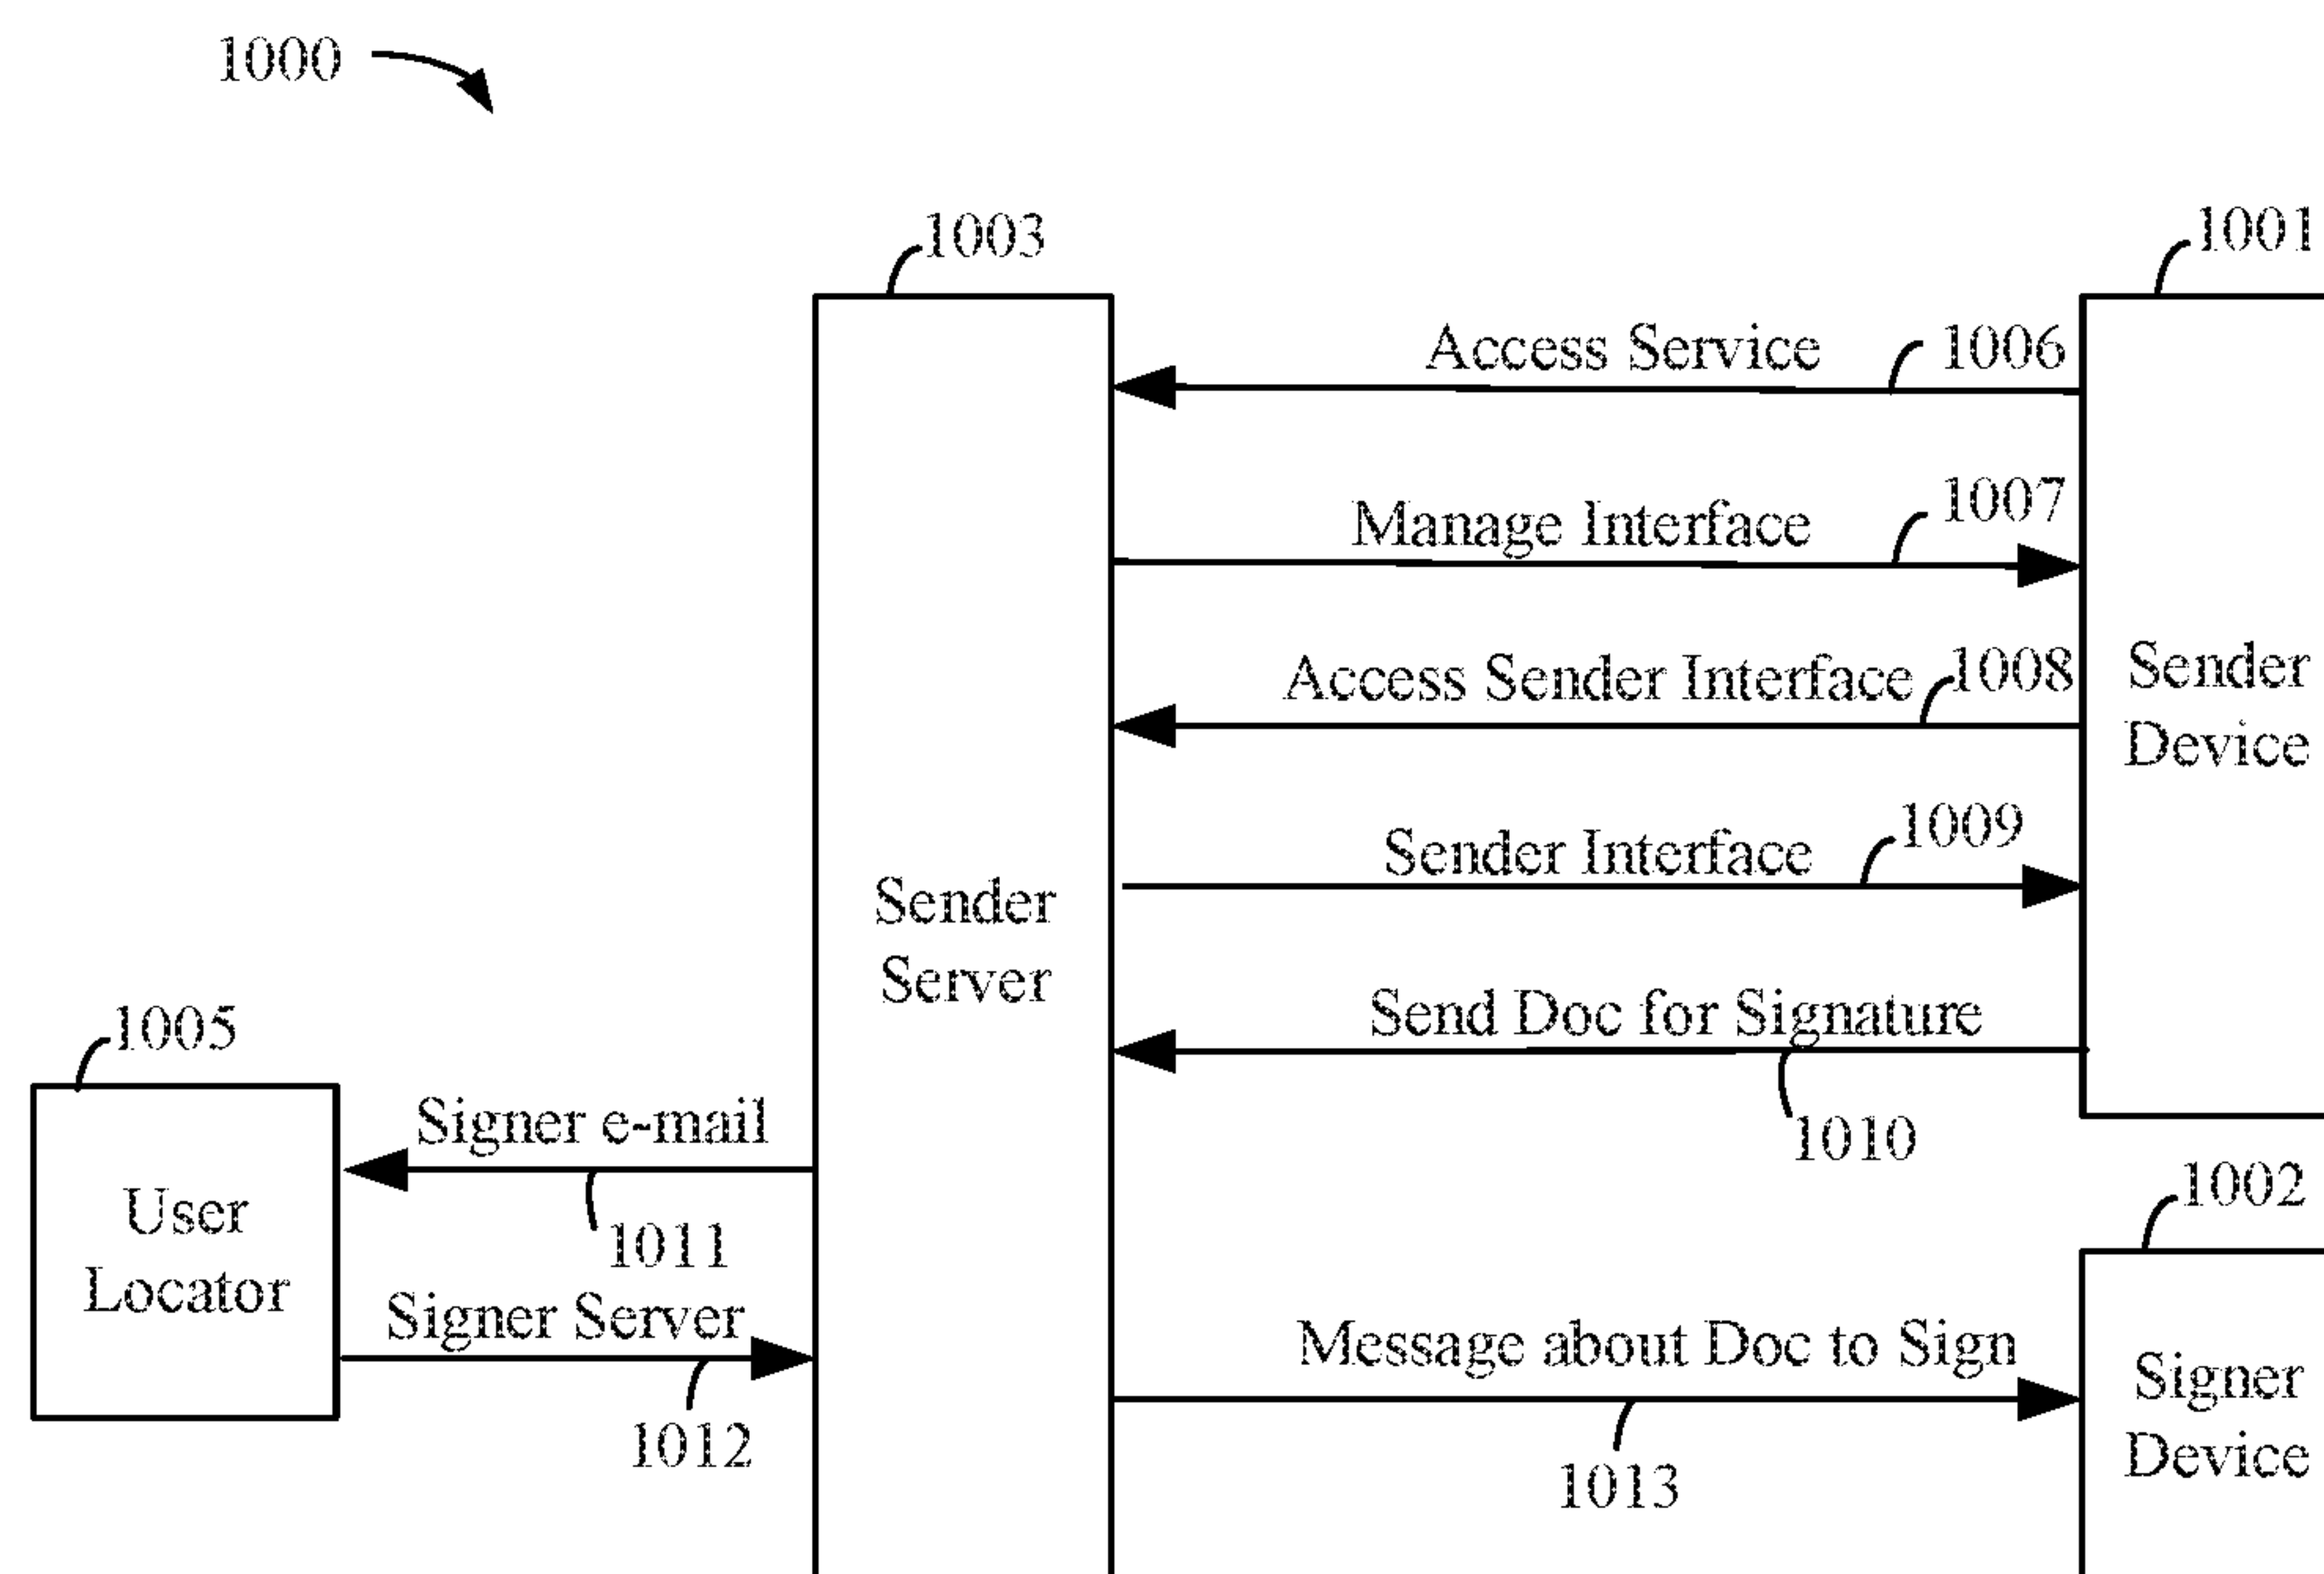 1000
1003
1001
Access Service
1006
Manage Interface
1007
Access Sender Interface
1008
Sender
Device
Sender Interface
1009
Sender
Server
Send Doc for Signature
1010
1005
User
Locator
Signer e-mail
1011
Signer Server
1012
1002
Message about Doc to Sign
1013
Signer
Device